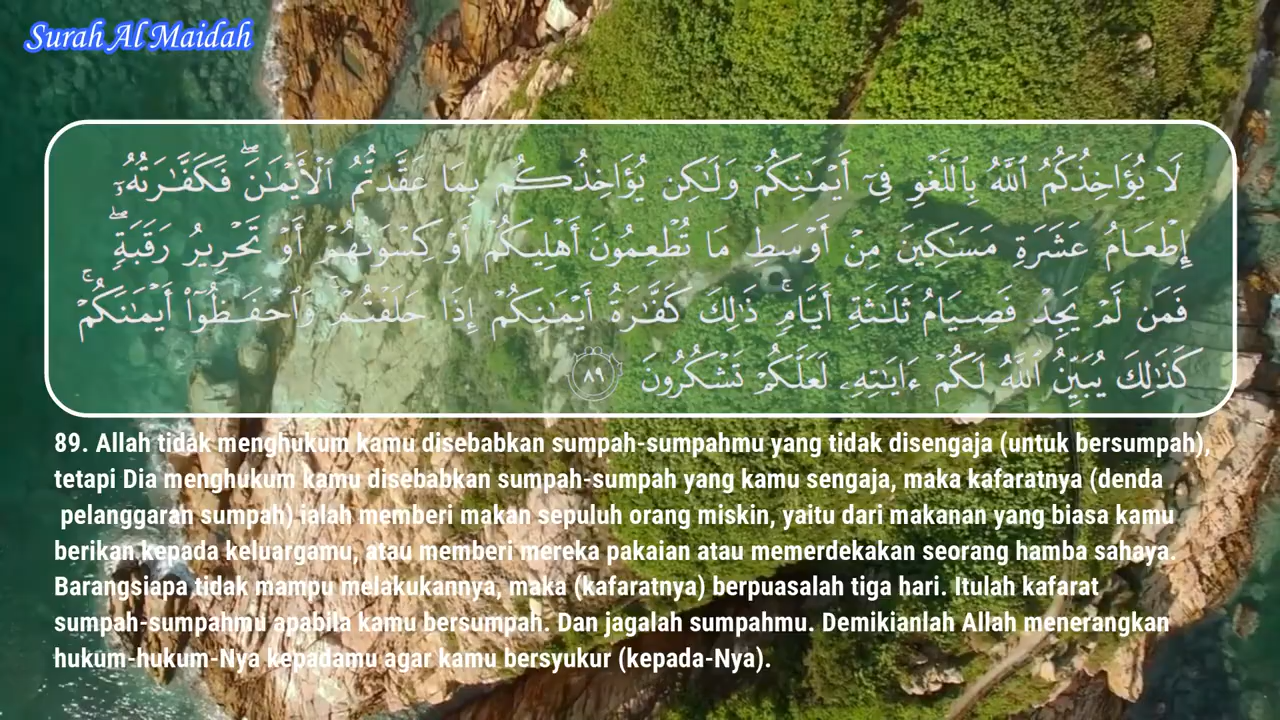 Surah Al Maidah
لَا يُؤَاخِذُكُمُ ٱللَّهُ بِٱللَّغْوِ فِىٓ أَيْمَـٰنِكُمْ وَلَـٰكِن يُؤَاخِذُكُم بِمَا عَقَّدتُّمُ ٱلْأَيْمَـٰنَ ۖ فَكَفَّـٰرَتُهُۥٓ
إِطْعَامُ عَشَرَةِ مَسَـٰكِينَ مِنْ أَوْسَطِ مَا تُطْعِمُونَ أَهْلِيكُمْ أَوْ كِسْوَتُهُمْ أَوْ تَحْرِيرُ رَقَبَةٍ ۖ
فَمَن لَّمْ يَجِدْ فَصِيَامُ ثَلَـٰثَةِ أَيَّامٍ ۚ ذَٰلِكَ كَفَّـٰرَةُ أَيْمَـٰنِكُمْ إِذَا حَلَفْتُمْ ۚ وَٱحْفَظُوٓا۟ أَيْمَـٰنَكُمْ ۚ
كَذَٰلِكَ يُبَيِّنُ ٱللَّهُ لَكُمْ ءَايَـٰتِهِۦ لَعَلَّكُمْ تَشْكُرُونَ ٨٩
89. Allah tidak menghukum kamu disebabkan sumpah-sumpahmu yang tidak disengaja (untuk bersumpah),
tetapi Dia menghukum kamu disebabkan sumpah-sumpah yang kamu sengaja, maka kafaratnya (denda
pelanggaran sumpah) ialah memberi makan sepuluh orang miskin, yaitu dari makanan yang biasa kamu
berikan kepada keluargamu, atau memberi mereka pakaian atau memerdekakan seorang hamba sahaya.
Barangsiapa tidak mampu melakukannya, maka (kafaratnya) berpuasalah tiga hari. Itulah kafarat
sumpah-sumpahmu apabila kamu bersumpah. Dan jagalah sumpahmu. Demikianlah Allah menerangkan
hukum-hukum-Nya kepadamu agar kamu bersyukur (kepada-Nya).